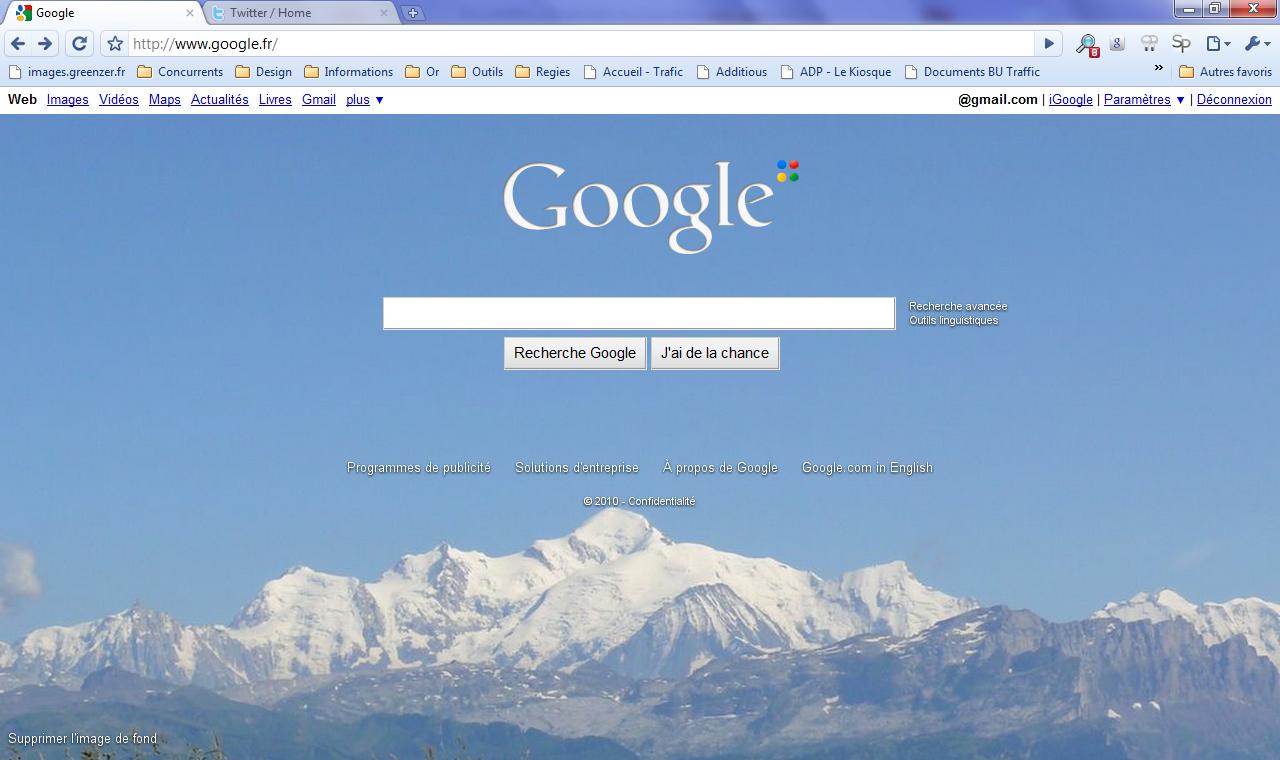 Google
Twitter / Home
http://www.google.fr/
8
g
Sp
images.greenzer.fr Concurrents Design Informations Or Outils Regies Accueil - Trafic Additious ADP - Le Kiosque Documents BU Traffic » Autres favoris
Web Images Vidéos Maps Actualités Livres Gmail plus ▼ @gmail.com | iGoogle | Paramètres ▼ | Déconnexion
Google
Recherche avancée
Outils linguistiques
Recherche Google J'ai de la chance
Programmes de publicité Solutions d'entreprise À propos de Google Google.com in English
© 2010 - Confidentialité
Supprimer l'image de fond